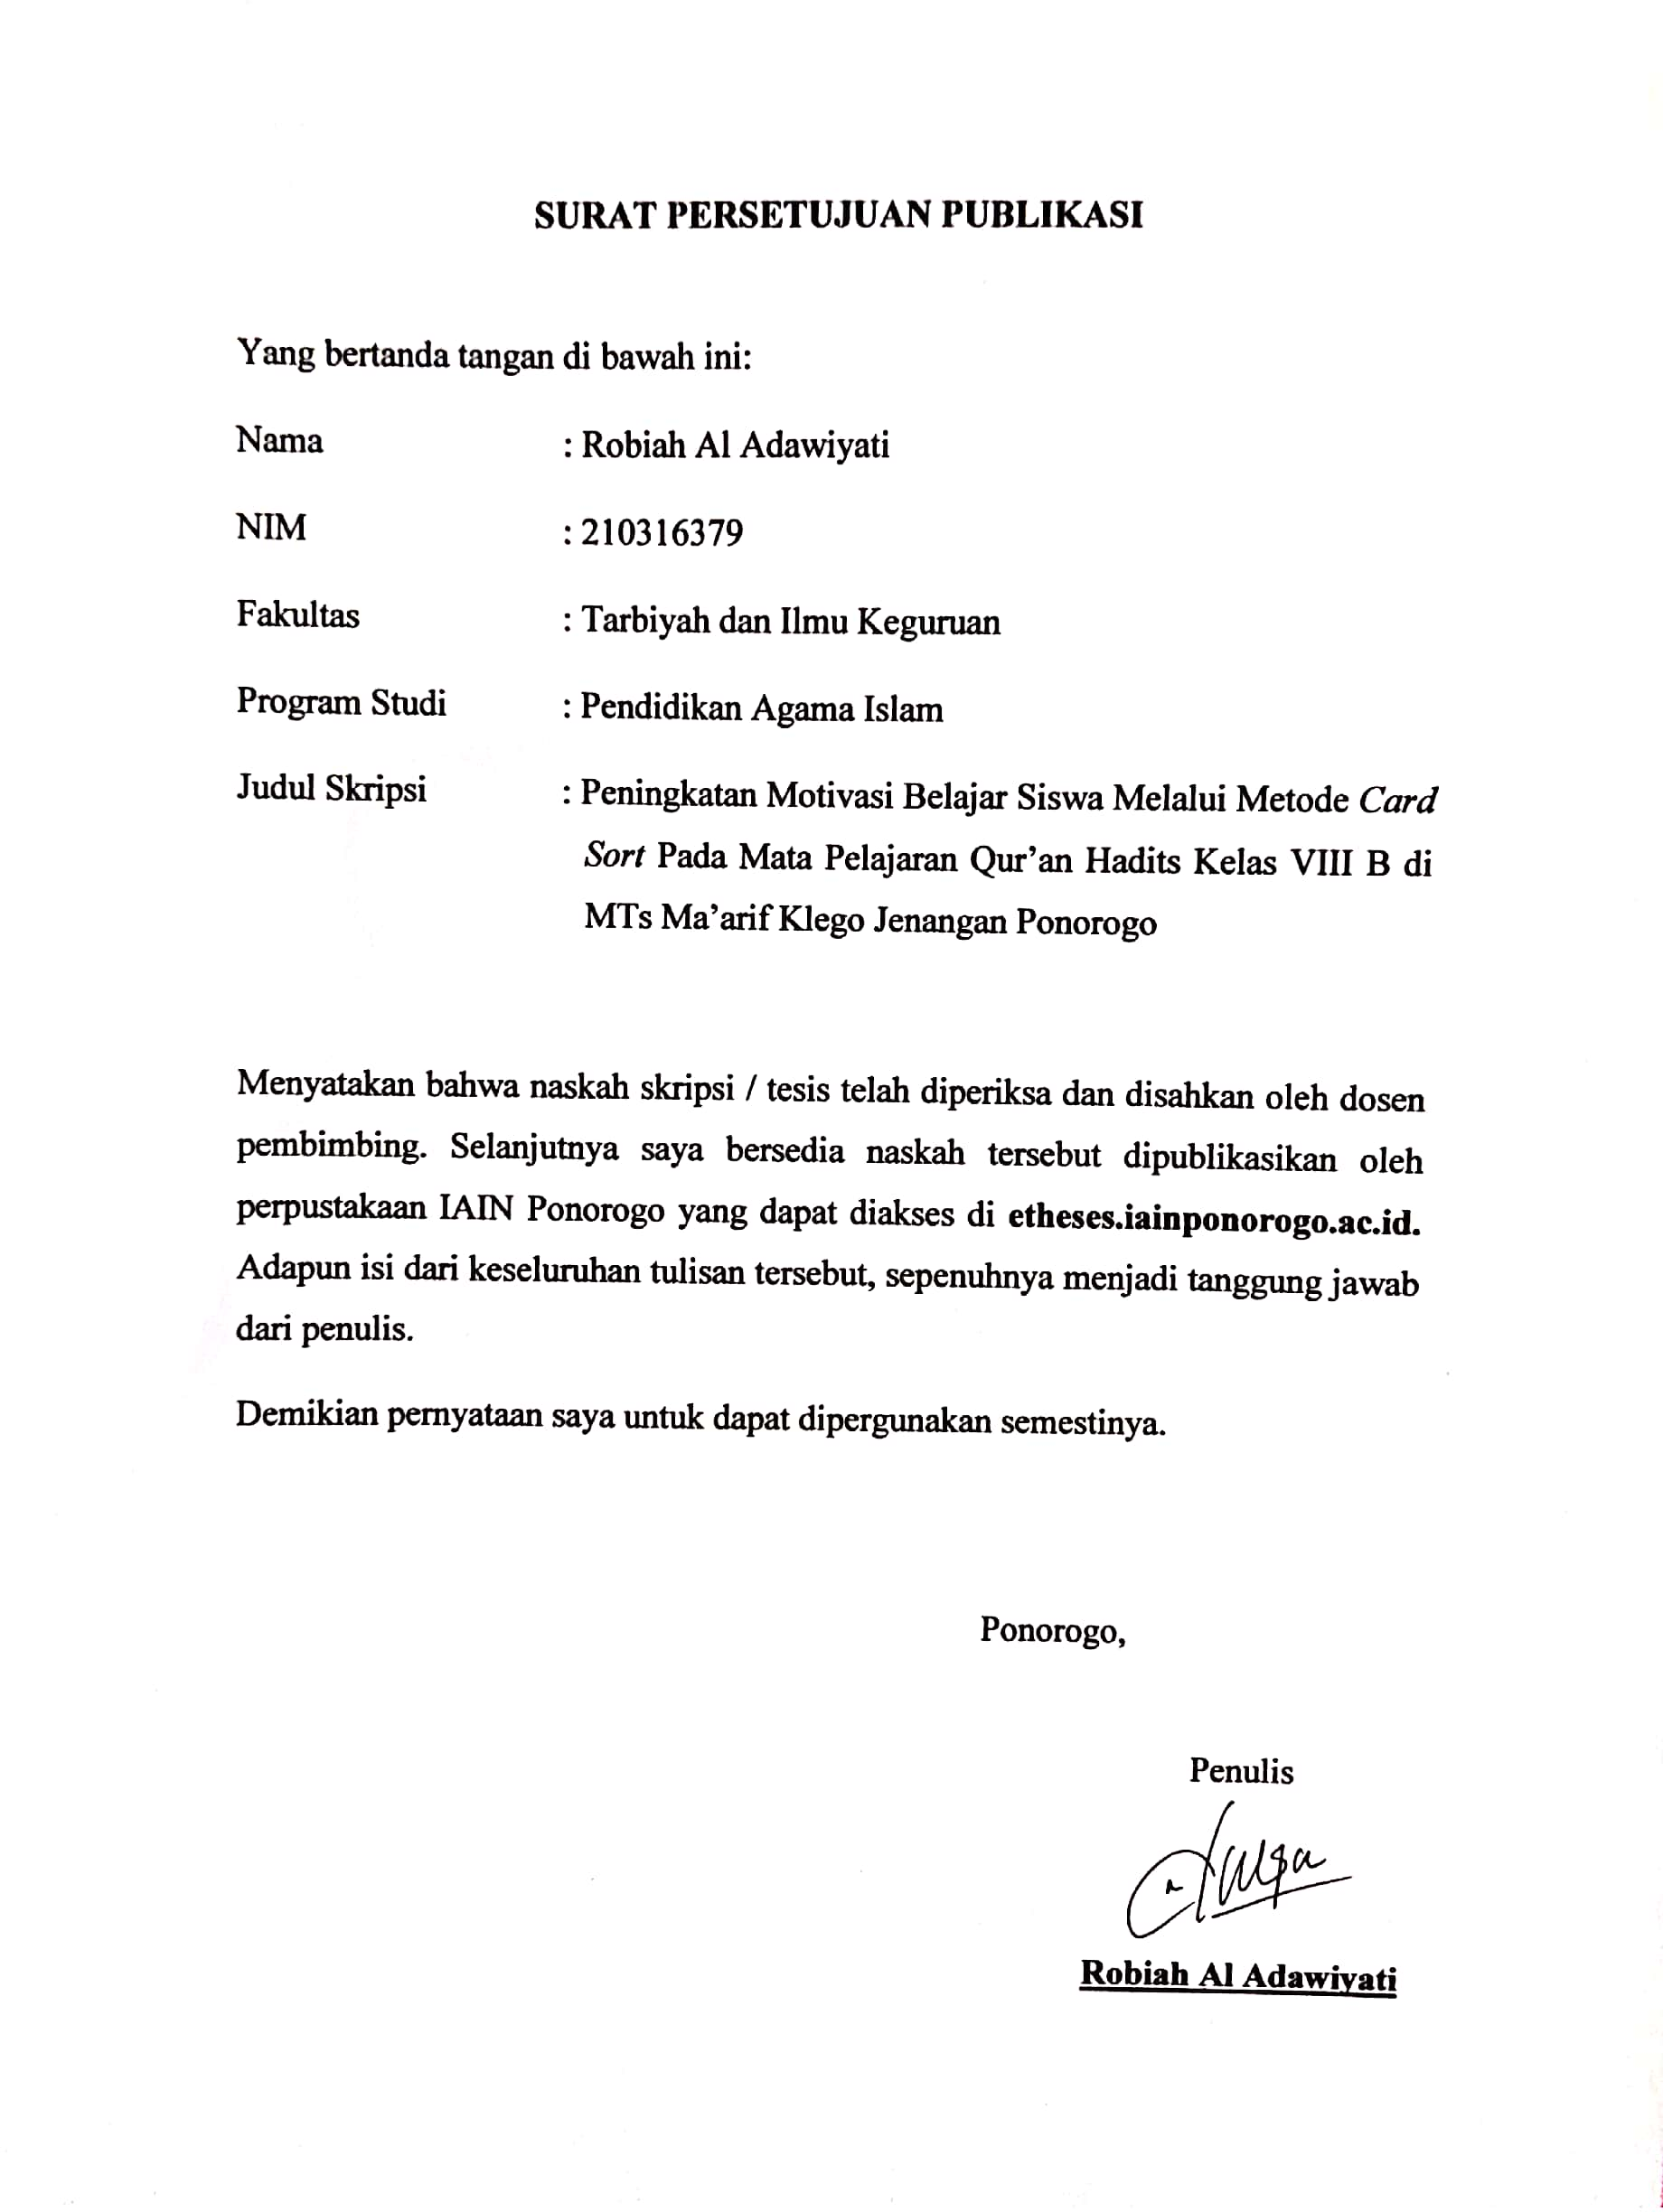 SURAT PERSETUJUAN PUBLIKASI
Yang bertanda tangan di bawah ini:
Nama : Robiah Al Adawiyati
NIM : 210316379
Fakultas : Tarbiyah dan Ilmu Keguruan
Program Studi : Pendidikan Agama Islam
Judul Skripsi : Peningkatan Motivasi Belajar Siswa Melalui Metode Card
Sort Pada Mata Pelajaran Qur’an Hadits Kelas VIII B di
MTs Ma’arif Klego Jenangan Ponorogo
Menyatakan bahwa naskah skripsi / tesis telah diperiksa dan disahkan oleh dosen
pembimbing. Selanjutnya saya bersedia naskah tersebut dipublikasikan oleh
perpustakaan IAIN Ponorogo yang dapat diakses di etheses.iainponorogo.ac.id.
Adapun isi dari keseluruhan tulisan tersebut, sepenuhnya menjadi tanggung jawab
dari penulis.
Demikian pernyataan saya untuk dapat dipergunakan semestinya.
Ponorogo,
Penulis
Robiah Al Adawiyati